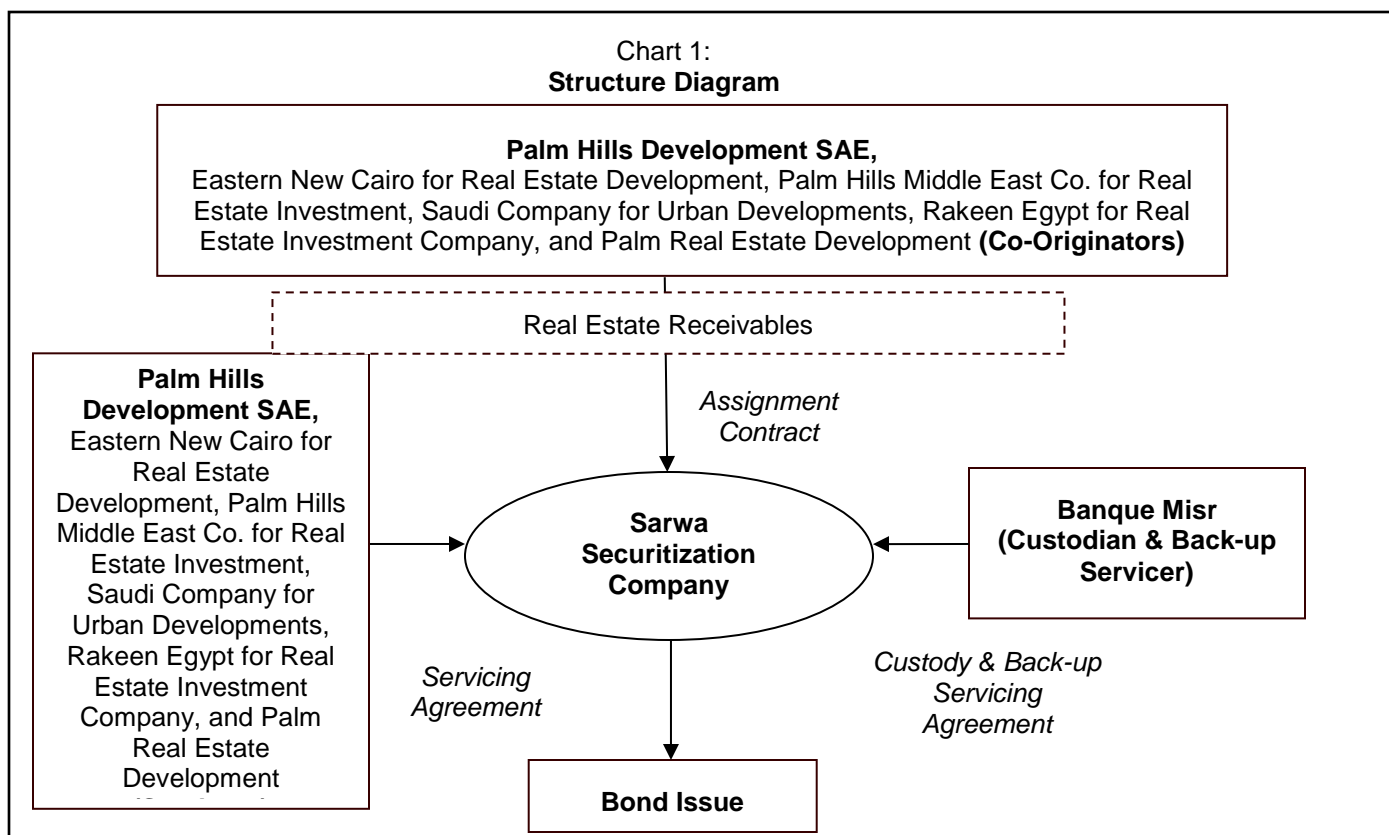 Chart 1:
Structure Diagram
Palm Hills Development SAE,
Eastern New Cairo for Real Estate Development, Palm Hills Middle East Co. for Real
Estate Investment, Saudi Company for Urban Developments, Rakeen Egypt for Real
Estate Investment Company, and Palm Real Estate Development (Co-Originators)
Real Estate Receivables
Palm Hills
Development SAE,
Eastern New Cairo for
Real Estate
Development, Palm Hills
Middle East Co. for Real
Estate Investment,
Saudi Company for
Urban Developments,
Rakeen Egypt for Real
Estate Investment
Company, and Palm
Real Estate
Development
Assignment
Contract
Sarwa
Securitization
Company
Banque Misr
(Custodian & Back-up
Servicer)
Servicing
Agreement
Custody & Back-up
Servicing
Agreement
Bond Issue